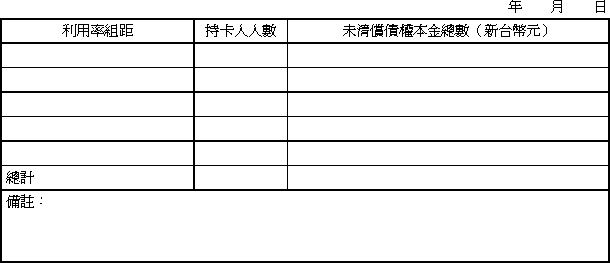 年 月 日
利用率組距 持卡人人數 未清償債權本金總數（新台幣元）
總計
備註：